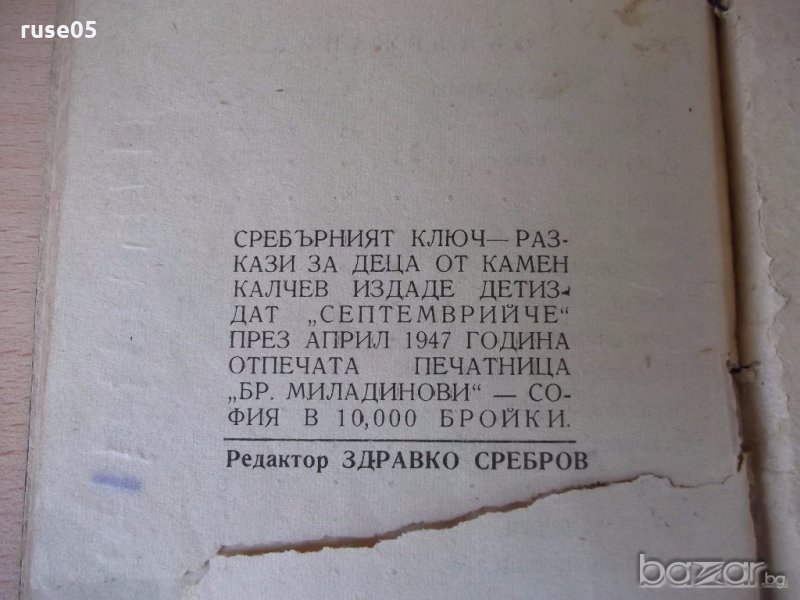 ruse05
СРЕБЪРНИЯТ КЛЮЧ—РАЗ-
КАЗИ ЗА ДЕЦА ОТ КАМЕН
КАЛЧЕВ ИЗДАДЕ ДЕТИЗ-
ДАТ „СЕПТЕМВРИЙЧЕ“
ПРЕЗ АПРИЛ 1947 ГОДИНА
ОТПЕЧАТА ПЕЧАТНИЦА
„БР. МИЛАДИНОВИ“ — СО-
ФИЯ В 10,000 БРОЙКИ.
Редактор ЗДРАВКО СРЕБРОВ
bazar.bg